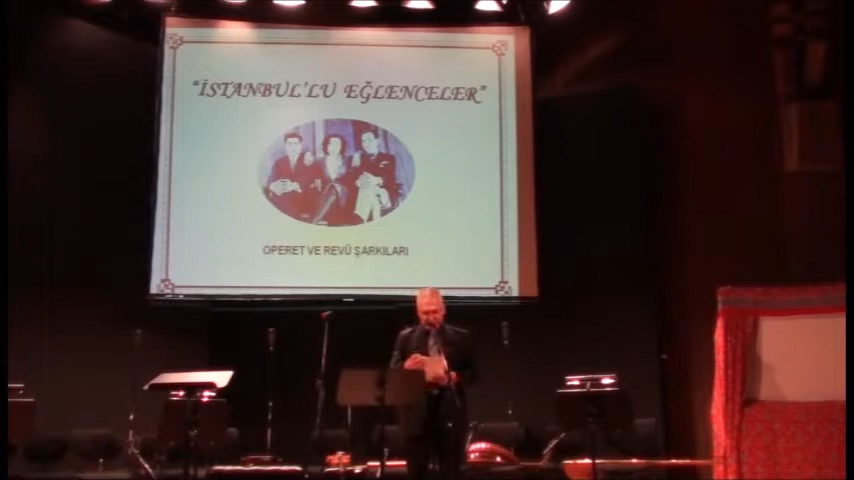 “İSTANBUL’LU EĞLENCELER”
OPERET VE REVÜ ŞARKILARI